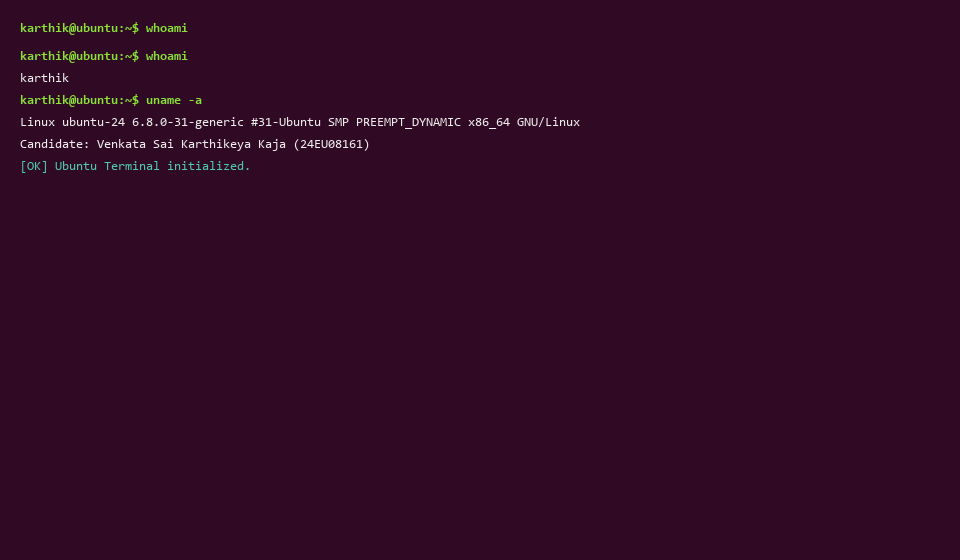 karthik@ubuntu:~$ whoami
karthik@ubuntu:~$ whoami
karthik
karthik@ubuntu:~$ uname -a
Linux ubuntu-24 6.8.0-31-generic #31-Ubuntu SMP PREEMPT_DYNAMIC x86_64 GNU/Linux
Candidate: Venkata Sai Karthikeya Kaja (24EU08161)
[OK] Ubuntu Terminal initialized.